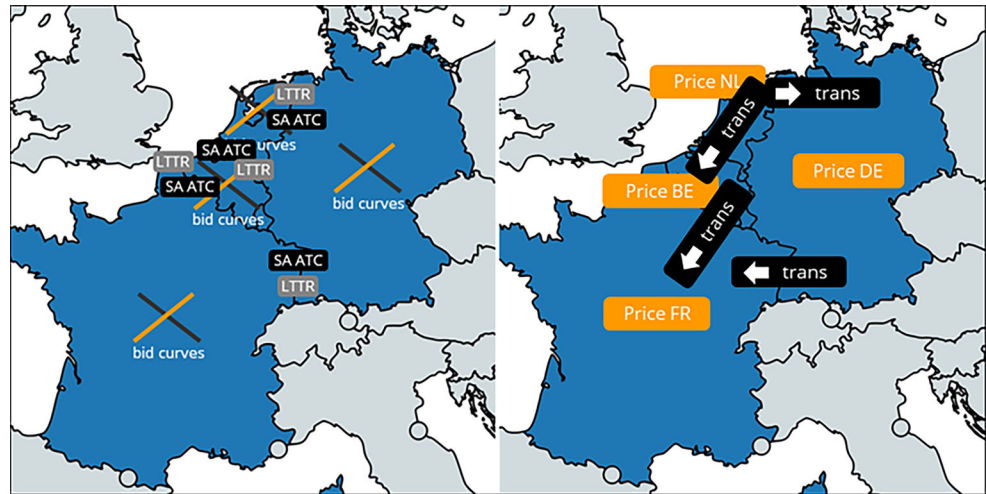 LTTR
SA ATC
curves
SA ATC
LTTR
LTTR
SA ATC
bid curves
bid curves
SA ATC
LTTR
bid curves
Price NL
trans
trans
Price DE
Price BE
trans
trans
Price FR